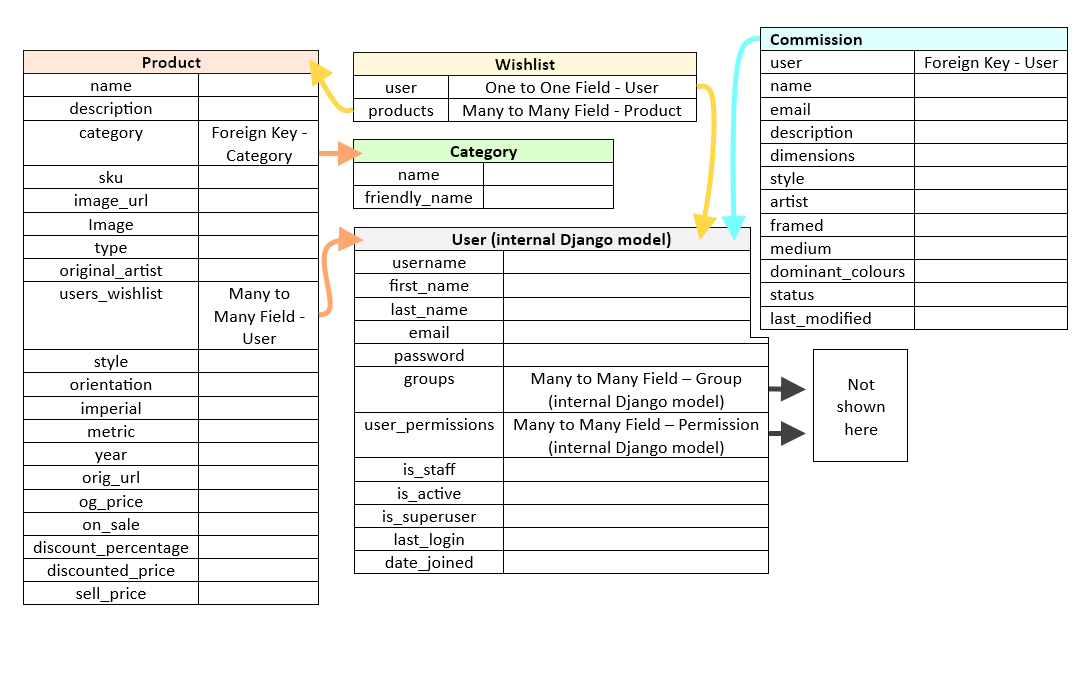 Product
name
description
category
Foreign Key -
Category
sku
image_url
Image
type
original_artist
users_wishlist
Many to
Many Field -
User
style
orientation
imperial
metric
year
orig_url
og_price
on_sale
discount_percentage
discounted_price
sell_price
Wishlist
user One to One Field - User
products Many to Many Field - Product
Category
name
friendly_name
User (internal Django model)
username
first_name
last_name
email
password
groups Many to Many Field – Group
(internal Django model)
user_permissions Many to Many Field – Permission
(internal Django model)
is_staff
is_active
is_superuser
last_login
date_joined
Commission
user Foreign Key - User
name
email
description
dimensions
style
artist
framed
medium
dominant_colours
status
last_modified
Not
shown
here